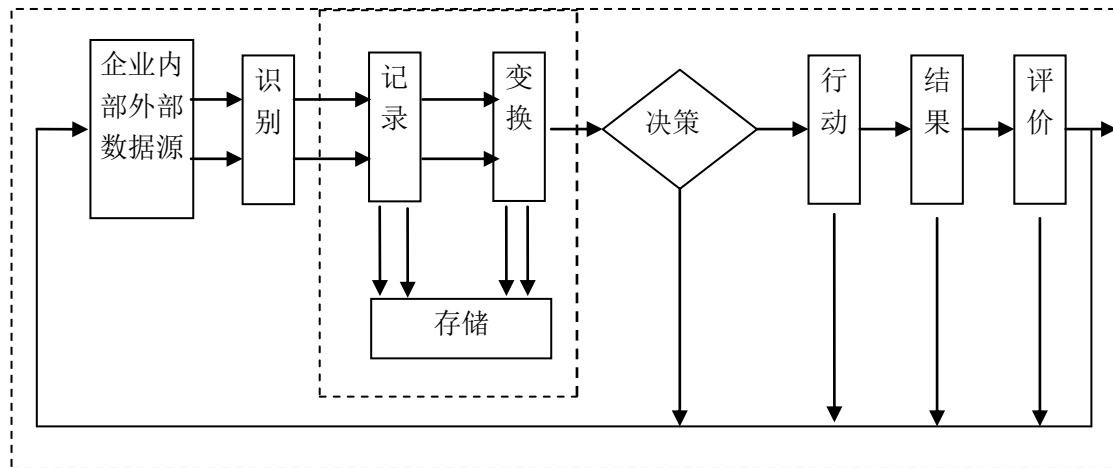 企业内
部外部
数据源
识
别
记
录
变
换
决策
行
动
结
果
评
价
存储